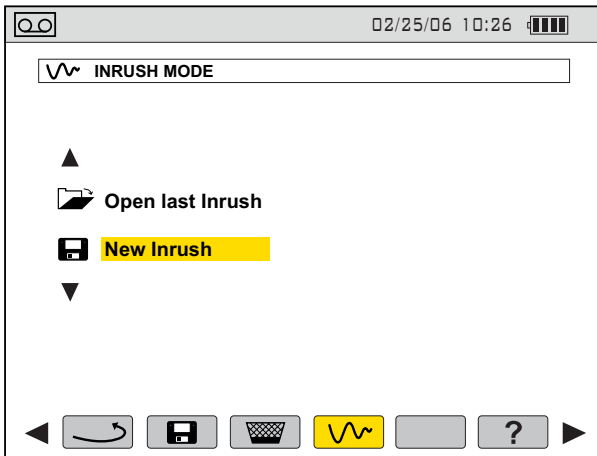 02/25/06 10:26
INRUSH MODE
Open last Inrush
New Inrush
?